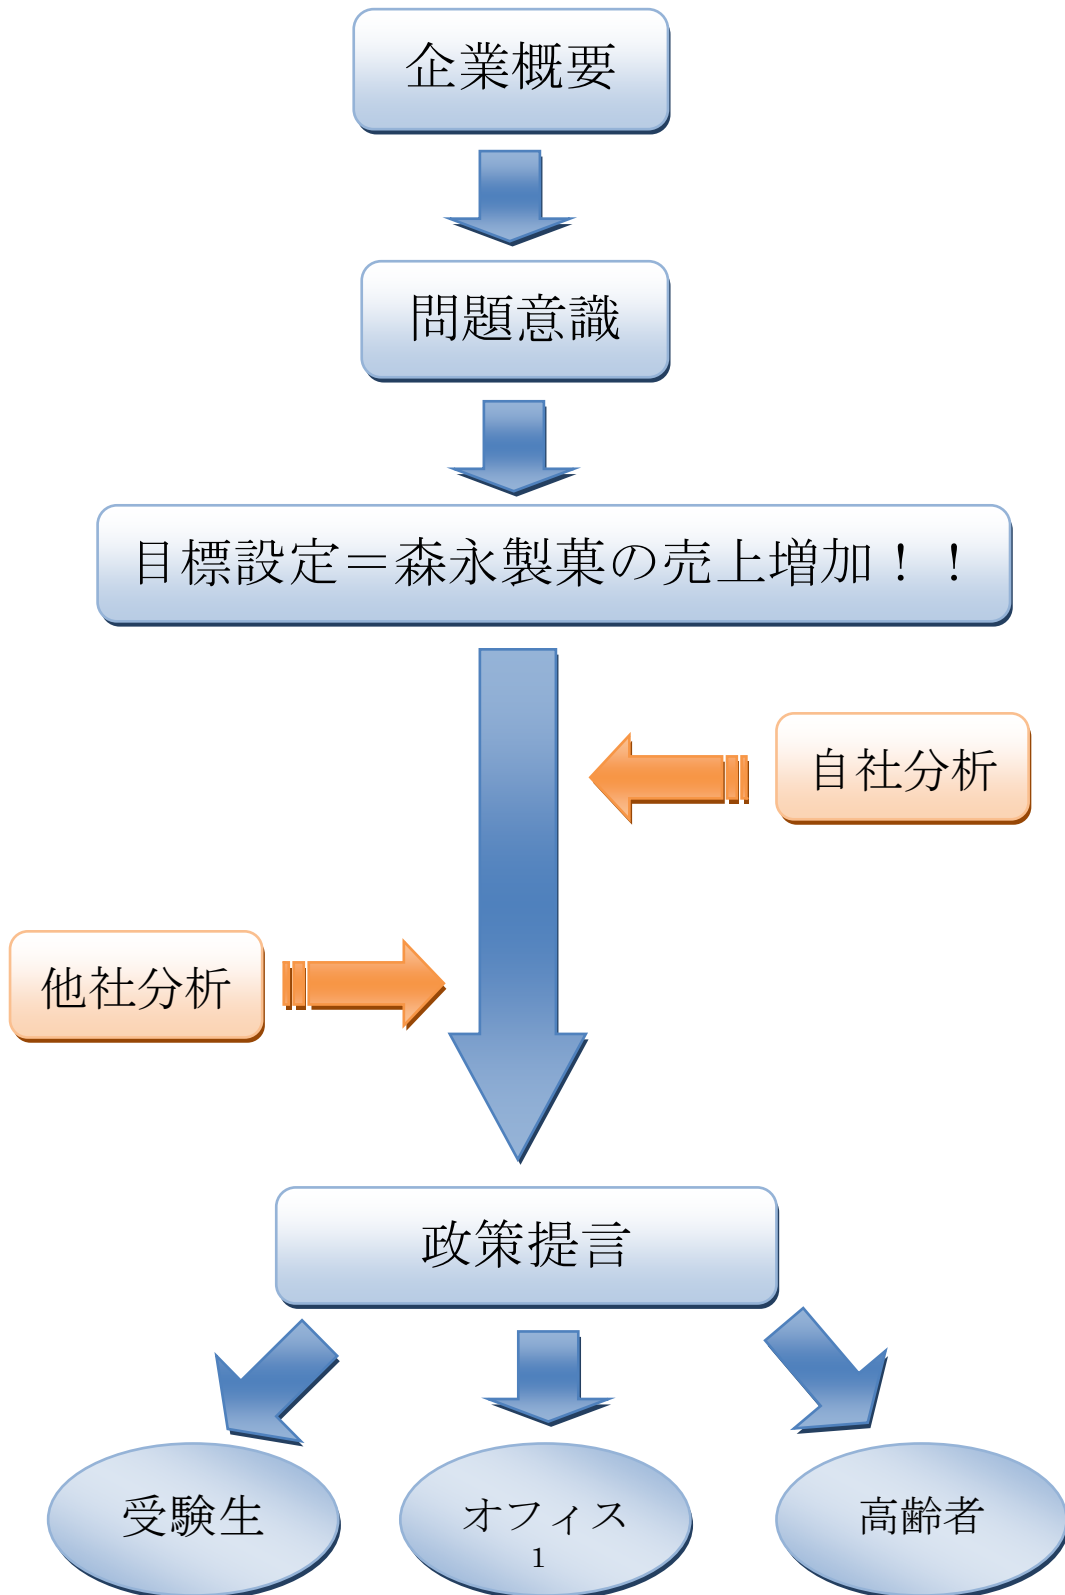 企業概要
問題意識
目標設定＝森永製菓の売上増加！！
自社分析
他社分析
政策提言
受験生
オフィス
1
高齢者